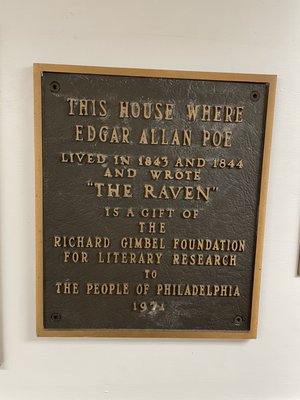 THIS HOUSE WHERE
EDGAR ALLAN POE
LIVED IN 1843 AND 1844
AND WROTE
"THE RAVEN"
IS A GIFT OF
THE
RICHARD GIMBEL FOUNDATION
FOR LITERARY RESEARCH
TO
THE PEOPLE OF PHILADELPHIA
1971